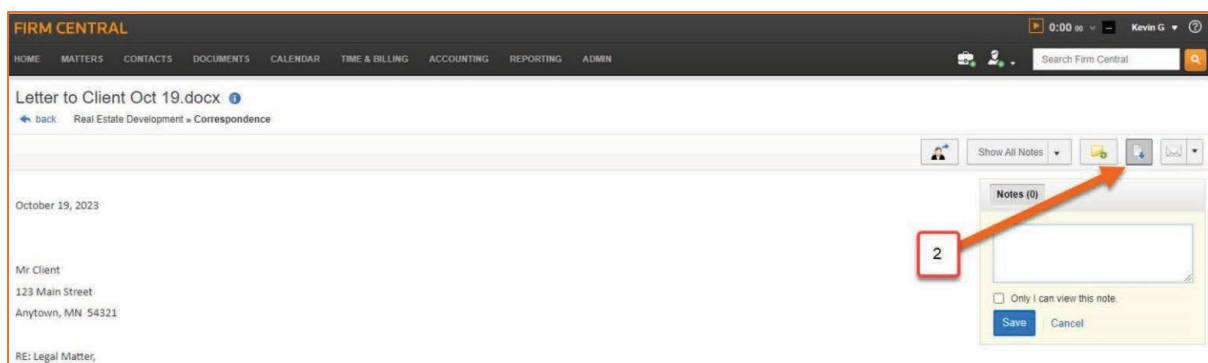 FIRM CENTRAL
0:00 00 Kevin G
HOME MATTERS CONTACTS DOCUMENTS CALENDAR TIME & BILLING ACCOUNTING REPORTING ADMIN Search Firm Central
Letter to Client Oct 19.docx
back Real Estate Development » Correspondence
Show All Notes
Notes (0)
October 19, 2023
2
Mr Client
123 Main Street
Only I can view this note.
Anytown, MN 54321
Save Cancel
RE: Legal Matter,